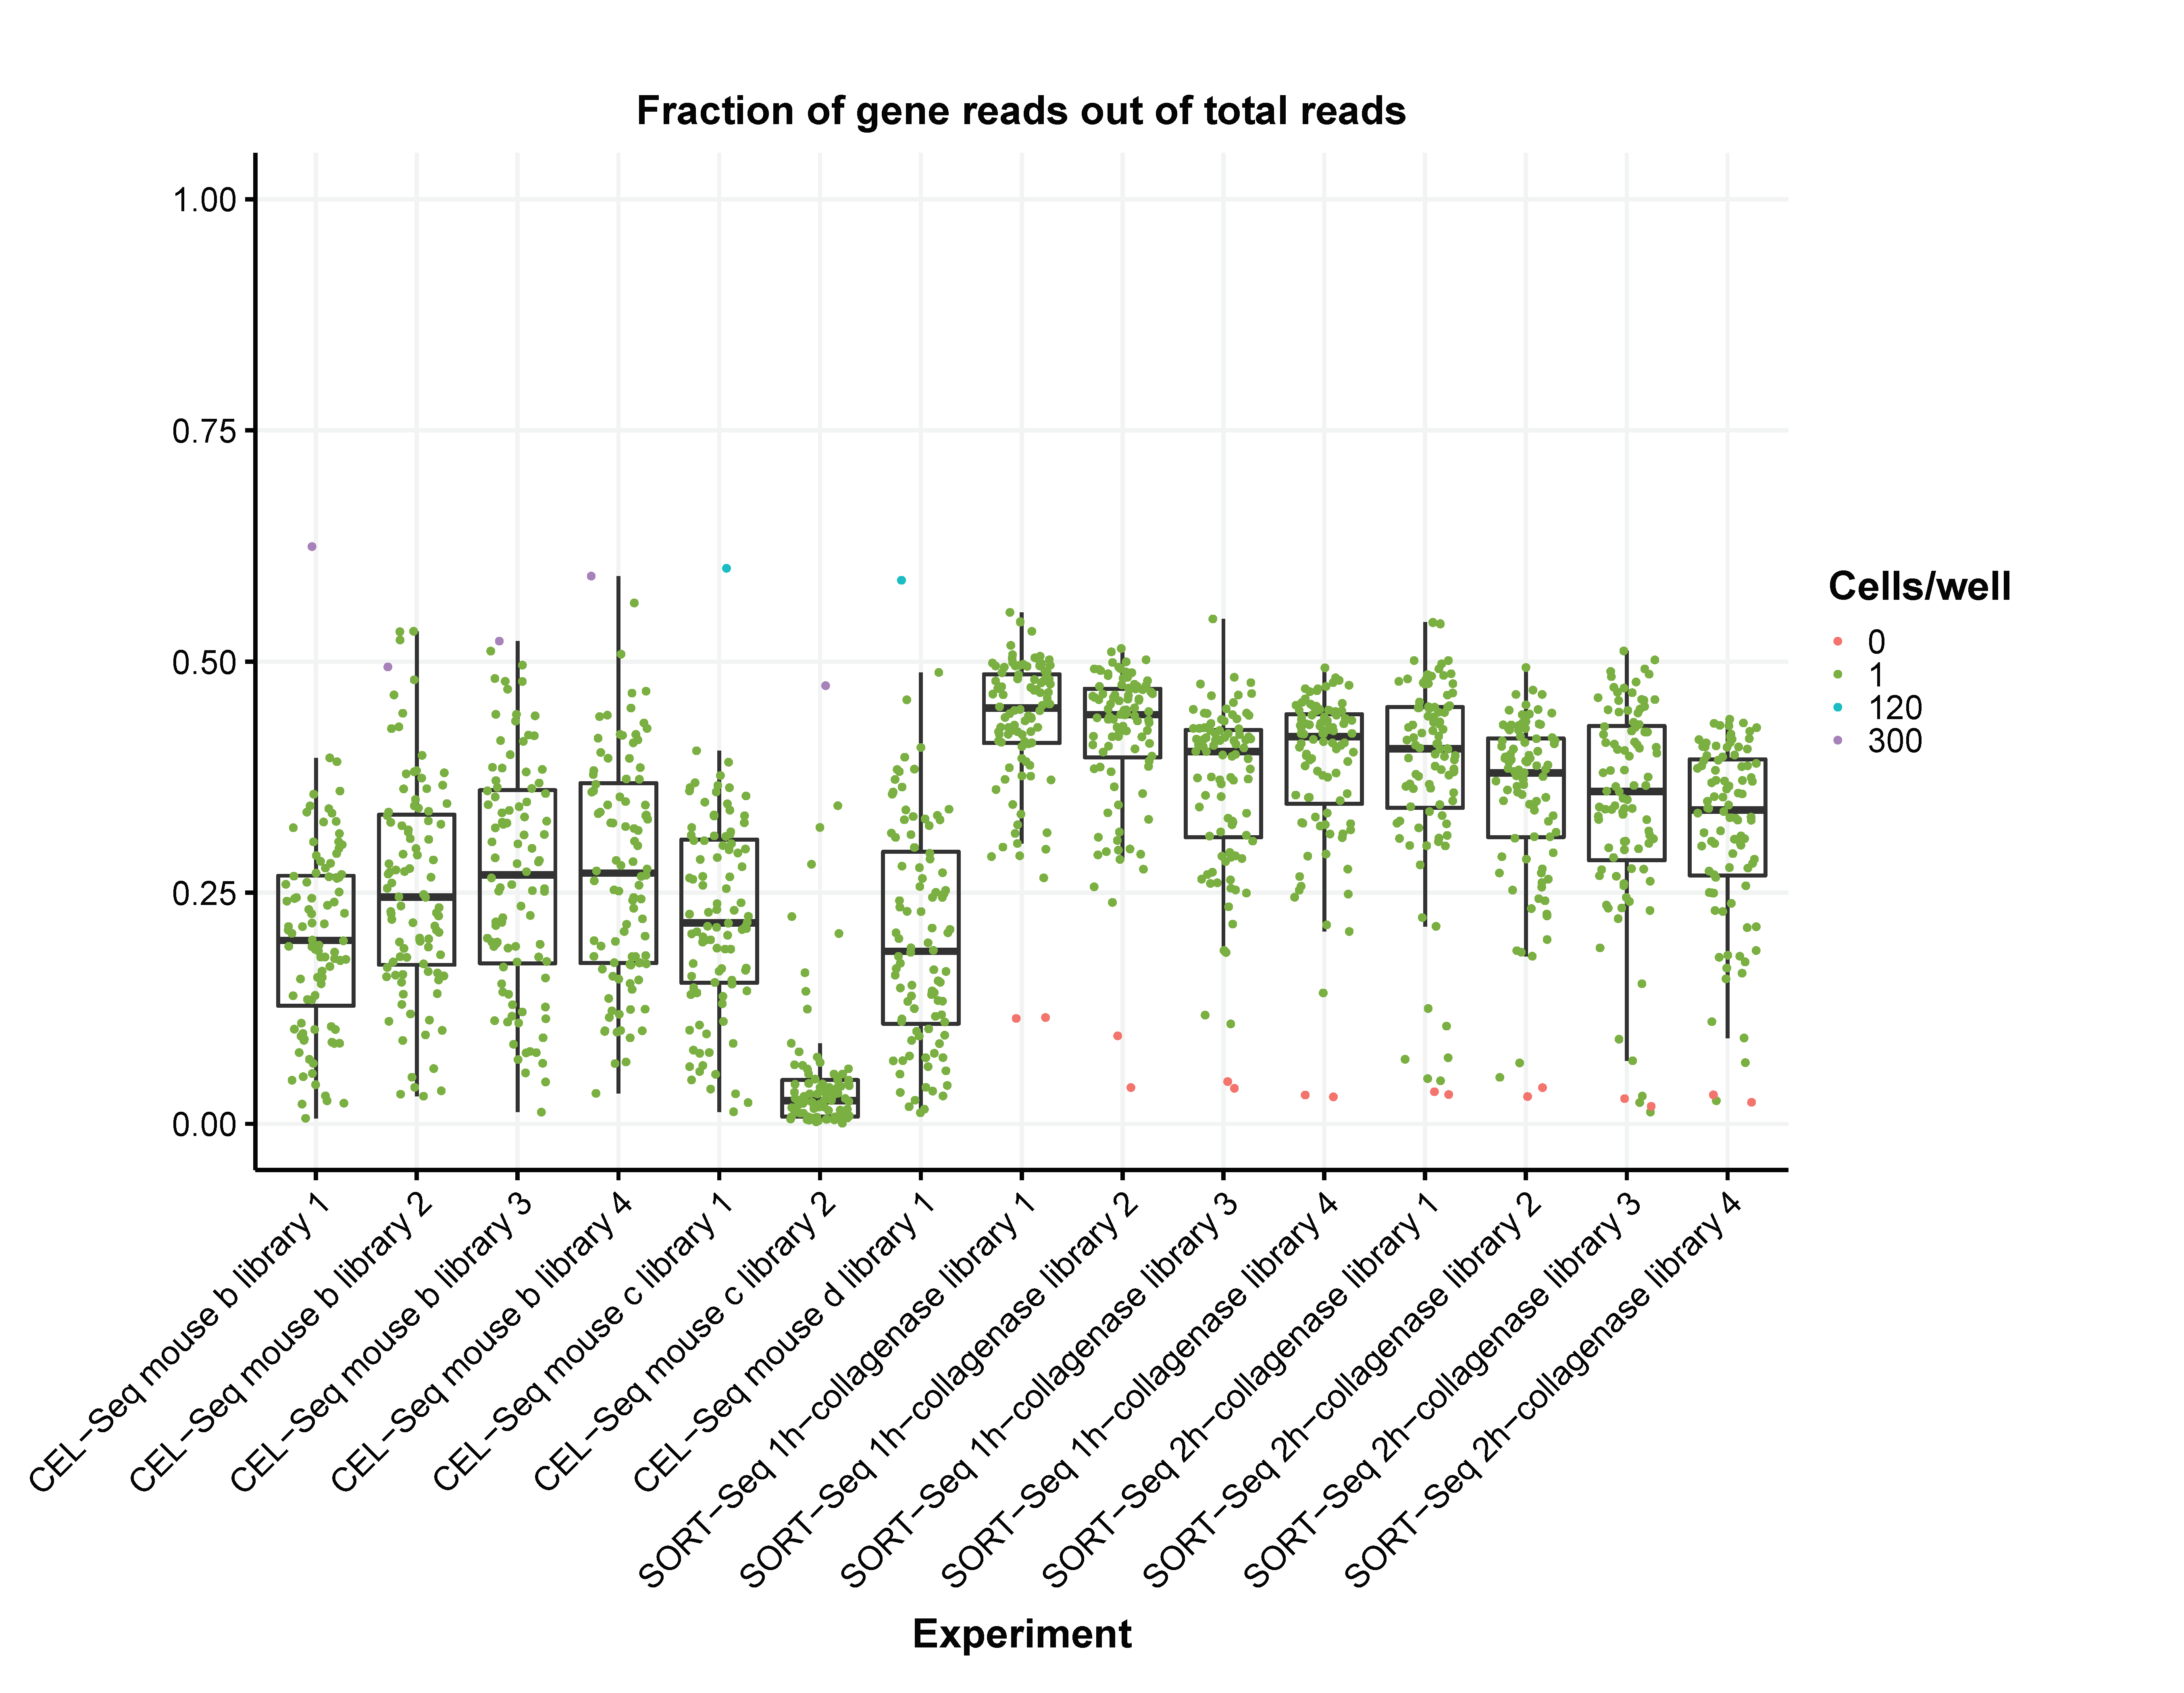 Fraction of gene reads out of total reads
1.00
0.75
0.50
0.25
0.00
CEL−Seq mouse b library 1
CEL−Seq mouse b library 2
CEL−Seq mouse b library 3
CEL−Seq mouse b library 4
CEL−Seq mouse c library 1
CEL−Seq mouse c library 2
CEL−Seq mouse d library 1
SORT−Seq 1h−collagenase library 1
SORT−Seq 1h−collagenase library 2
SORT−Seq 1h−collagenase library 3
SORT−Seq 1h−collagenase library 4
SORT−Seq 2h−collagenase library 1
SORT−Seq 2h−collagenase library 2
SORT−Seq 2h−collagenase library 3
SORT−Seq 2h−collagenase library 4
Experiment
Cells/well
0
1
120
300